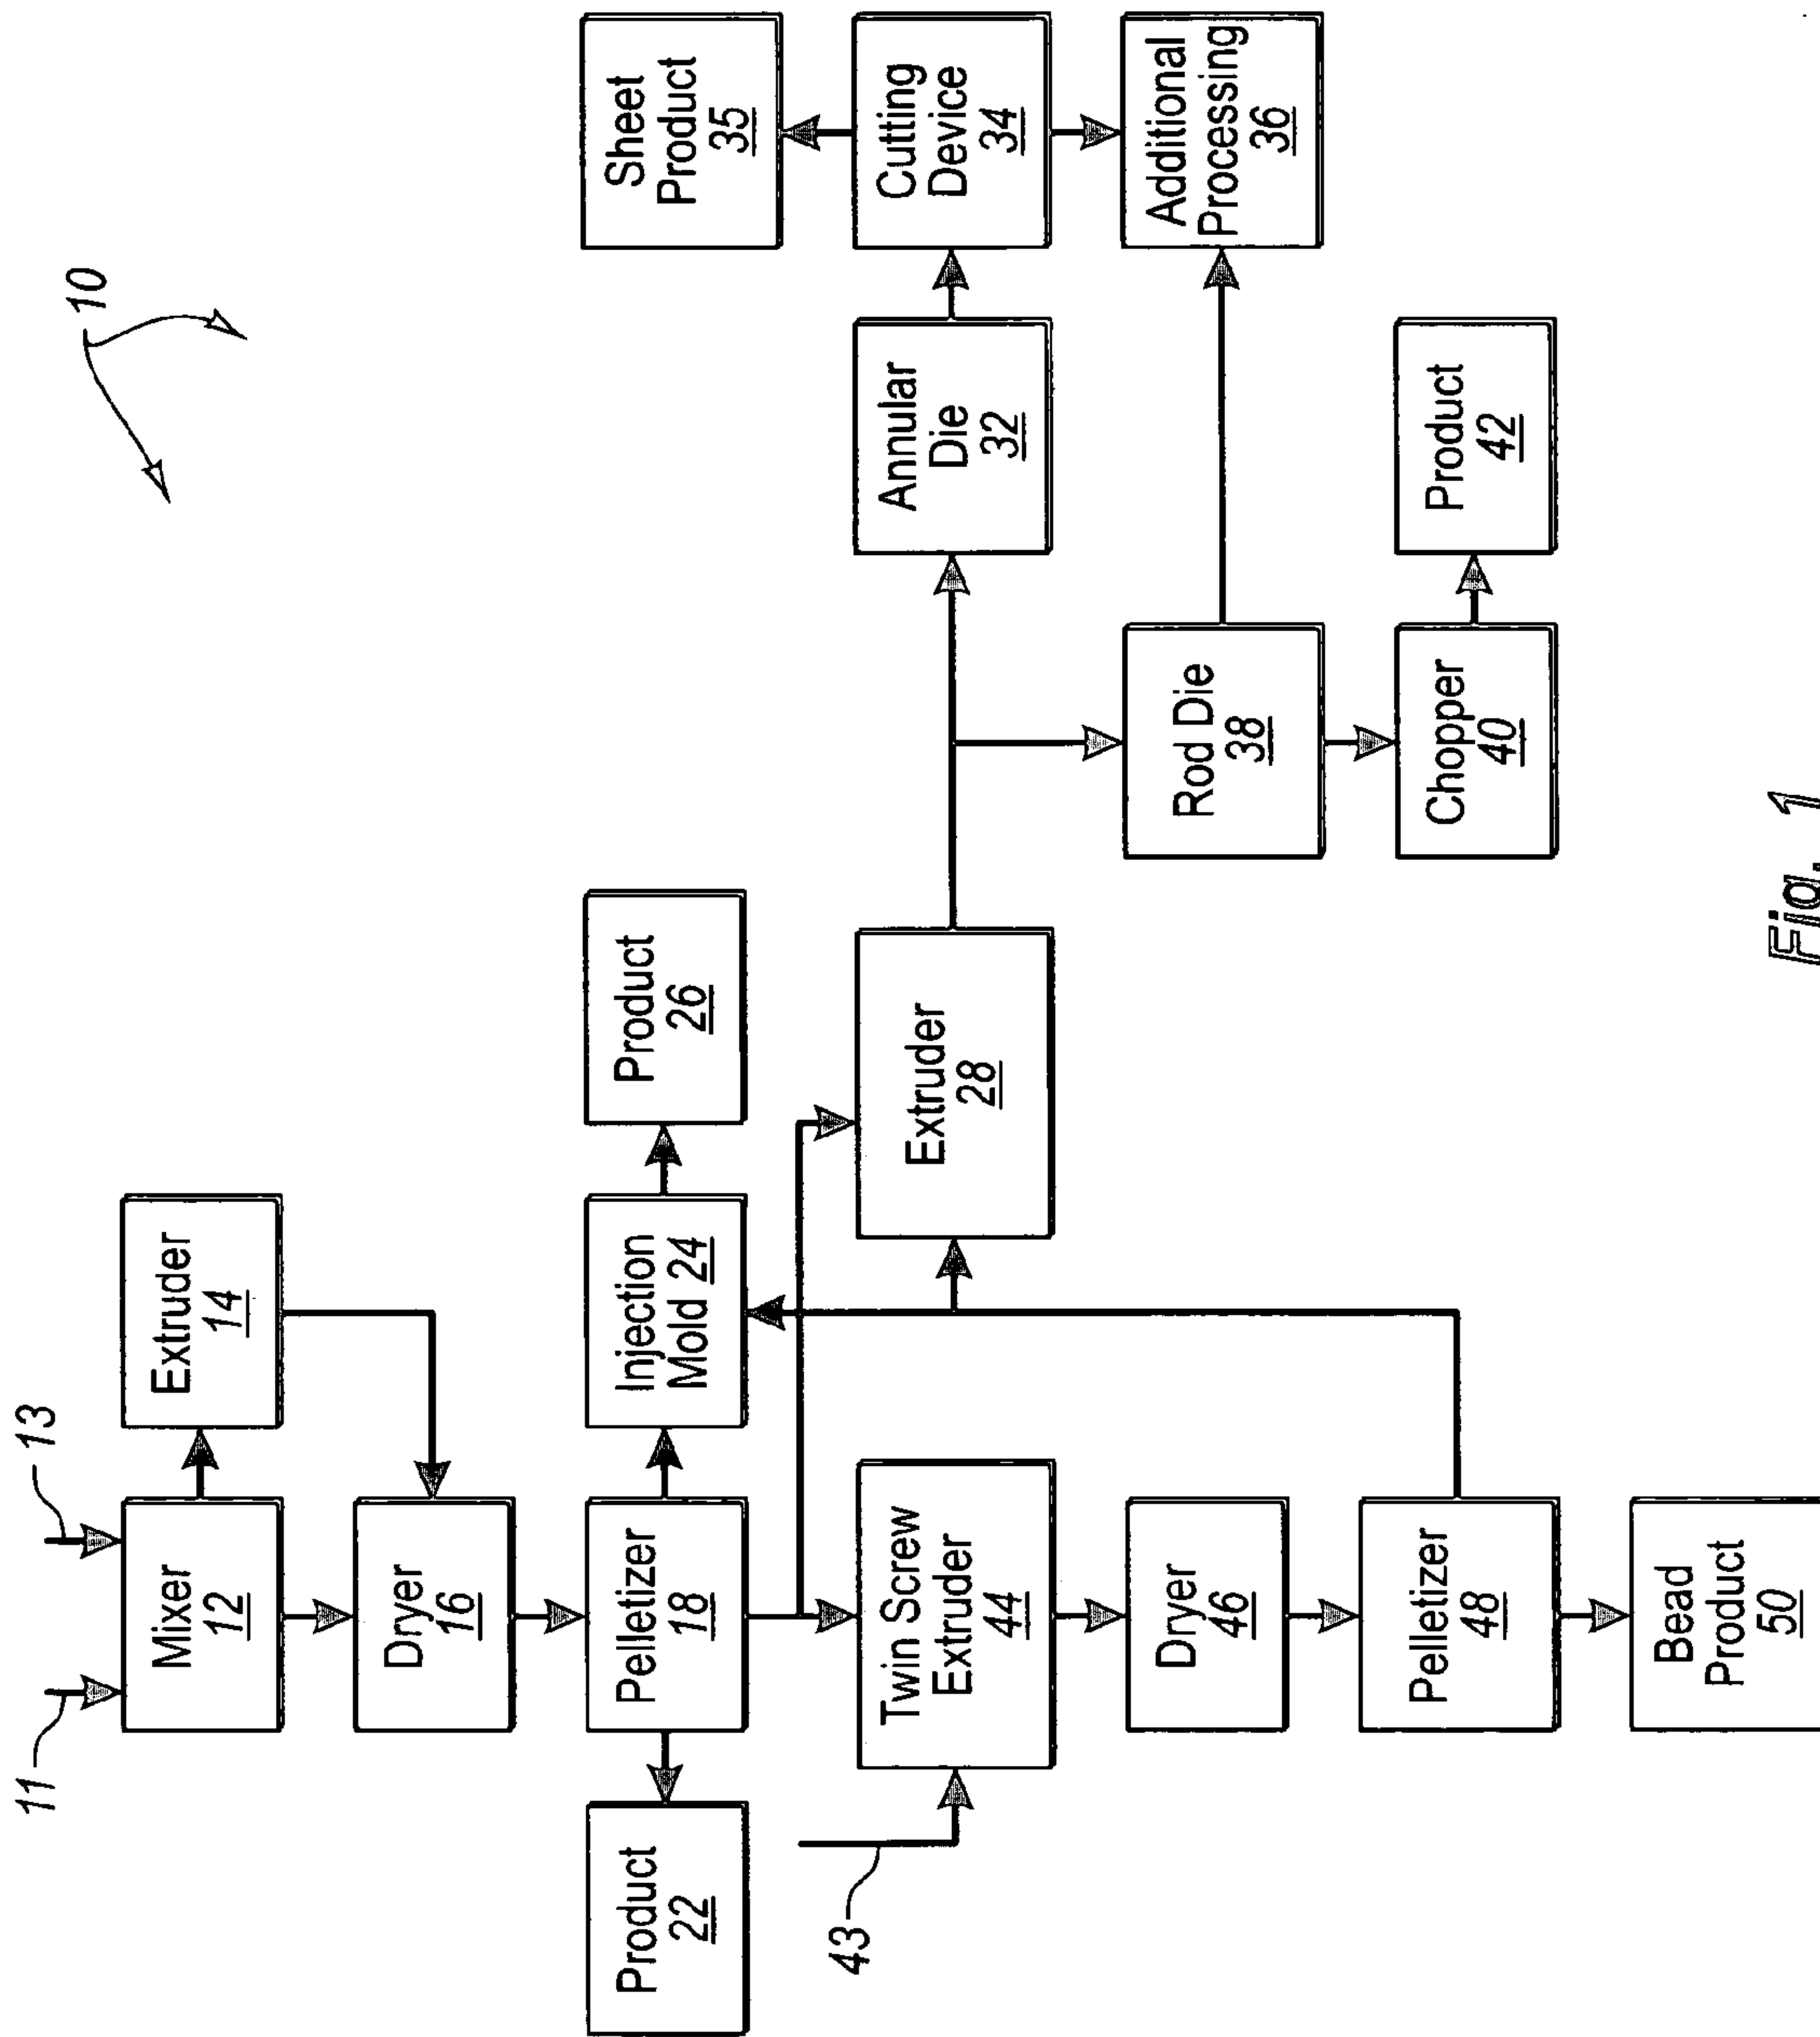 10
11
13
Mixer
12
Extruder
14
Dryer
16
Pelletizer
18
Product
22
Injection
Mold 24
Product
26
Extruder
28
Annular
Die
32
Cutting
Device
34
Sheet
Product
35
Additional
Processing
36
Rod Die
38
Chopper
40
Product
42
43
Twin Screw
Extruder
44
Dryer
46
Pelletizer
48
Bead
Product
50
Fig. 1